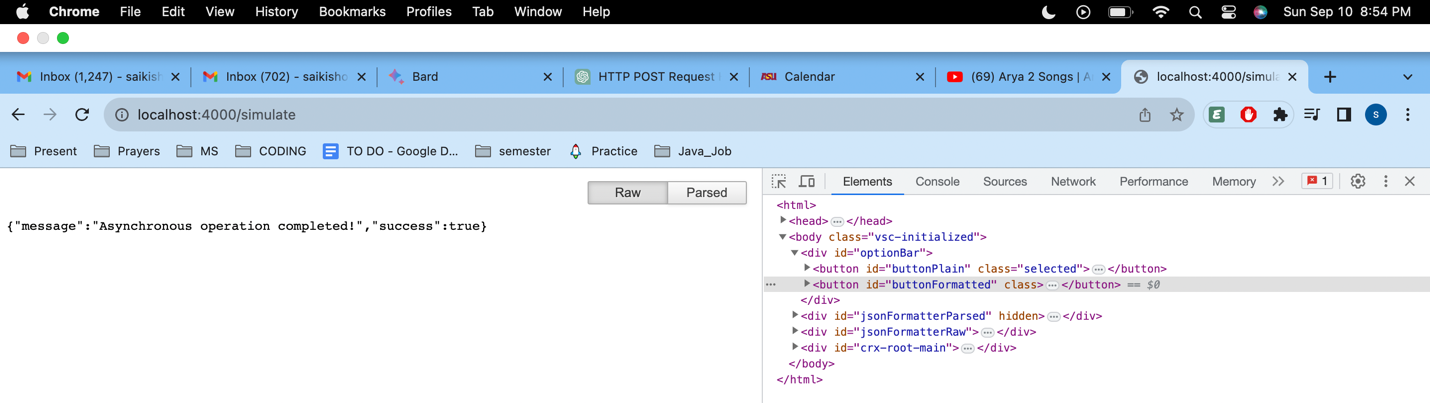 Chrome File Edit View History Bookmarks Profiles Tab Window Help Sun Sep 10 8:54 PM
Inbox (1,247) - saikish Inbox (702) - saikisho Bard HTTP POST Request ASU Calendar (69) Arya 2 Songs | A localhost:4000/simula
localhost:4000/simulate E S
Present Prayers MS CODING TO DO - Google D... semester Practice Java_Job
Raw Parsed
{"message":"Asynchronous operation completed!","success":true}
Elements Console Sources Network Performance Memory 1
<html>
<head>…</head>
<body class="vsc-initialized">
<div id="optionBar">
<button id="buttonPlain" class="selected">…</button>
<button id="buttonFormatted" class>…</button> == $0
</div>
<div id="jsonFormatterParsed" hidden>…</div>
<div id="jsonFormatterRaw">…</div>
<div id="crx-root-main">…</div>
</body>
</html>